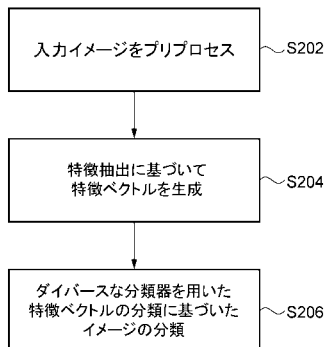 入力イメージをプリプロセス
S202
特徴抽出に基づいて
特徴ベクトルを生成
S204
ダイバースな分類器を用いた
特徴ベクトルの分類に基づいた
イメージの分類
S206